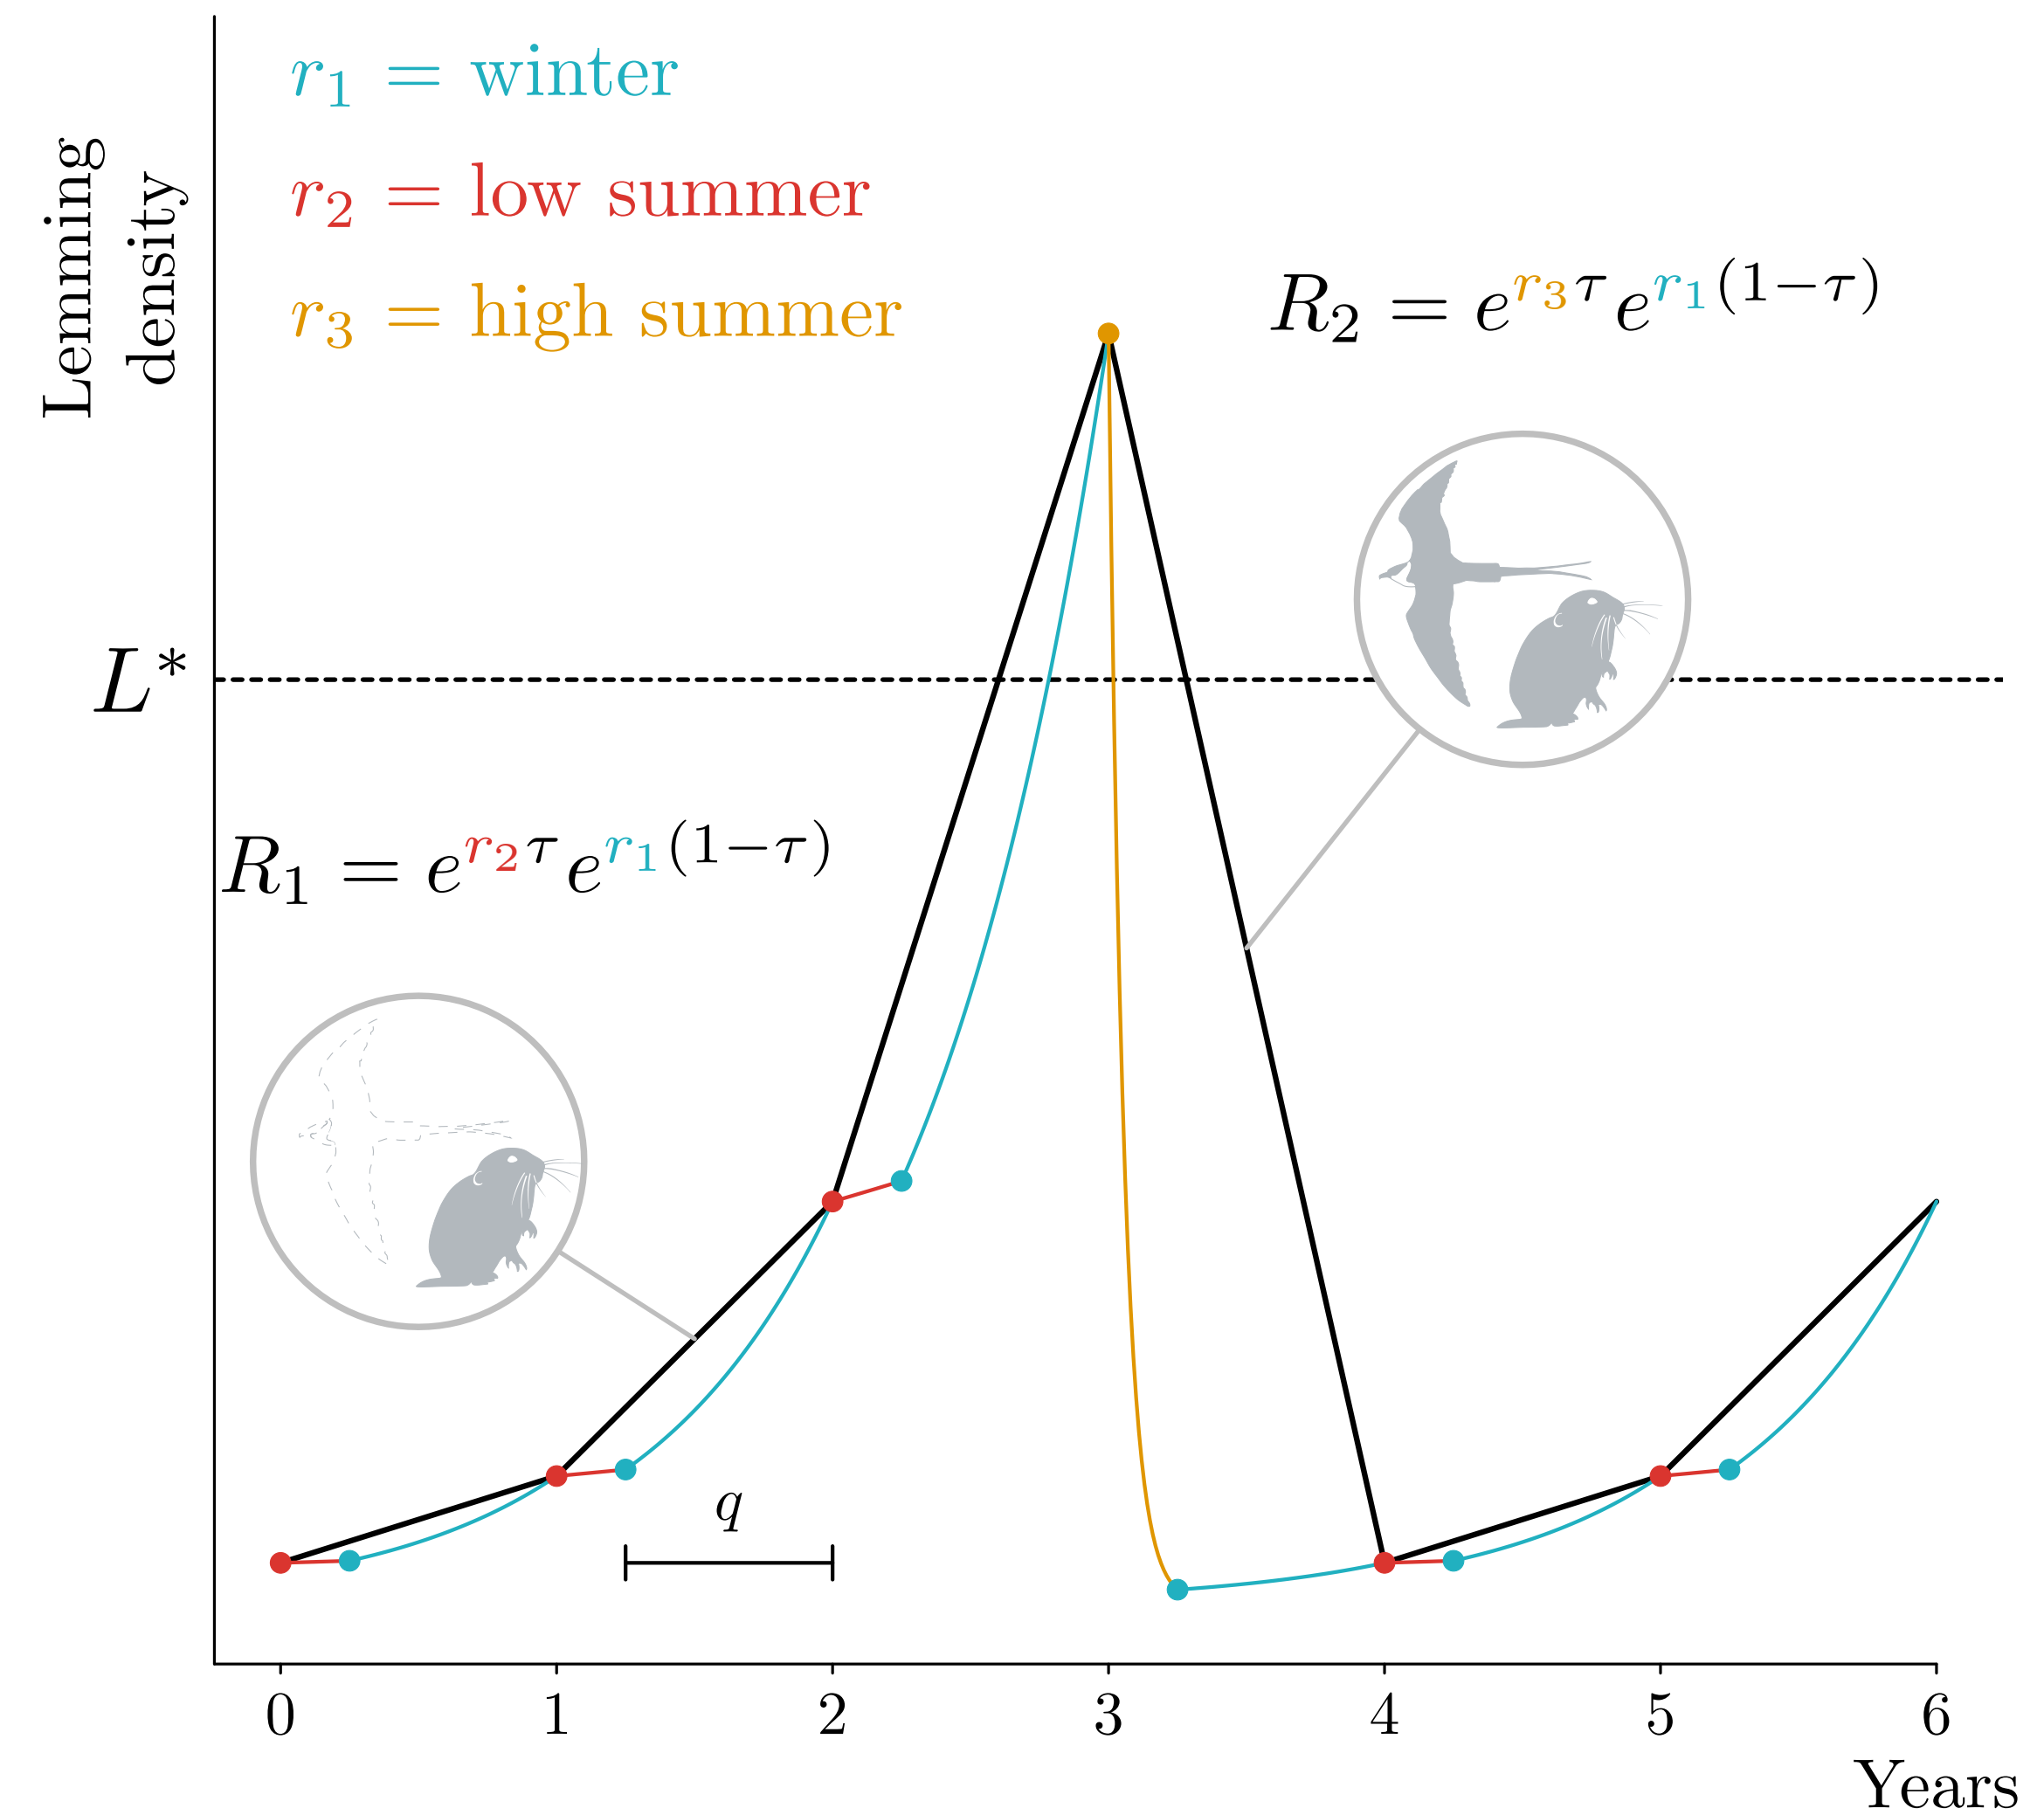 Lemming
density
r₁ = winter
r₂ = low summer
r₃ = high summer
R₂ = e^{r₃τ}e^{r₁(1−τ)}
L*
R₁ = e^{r₂τ}e^{r₁(1−τ)}
q
0 1 2 3 4 5 6
Years